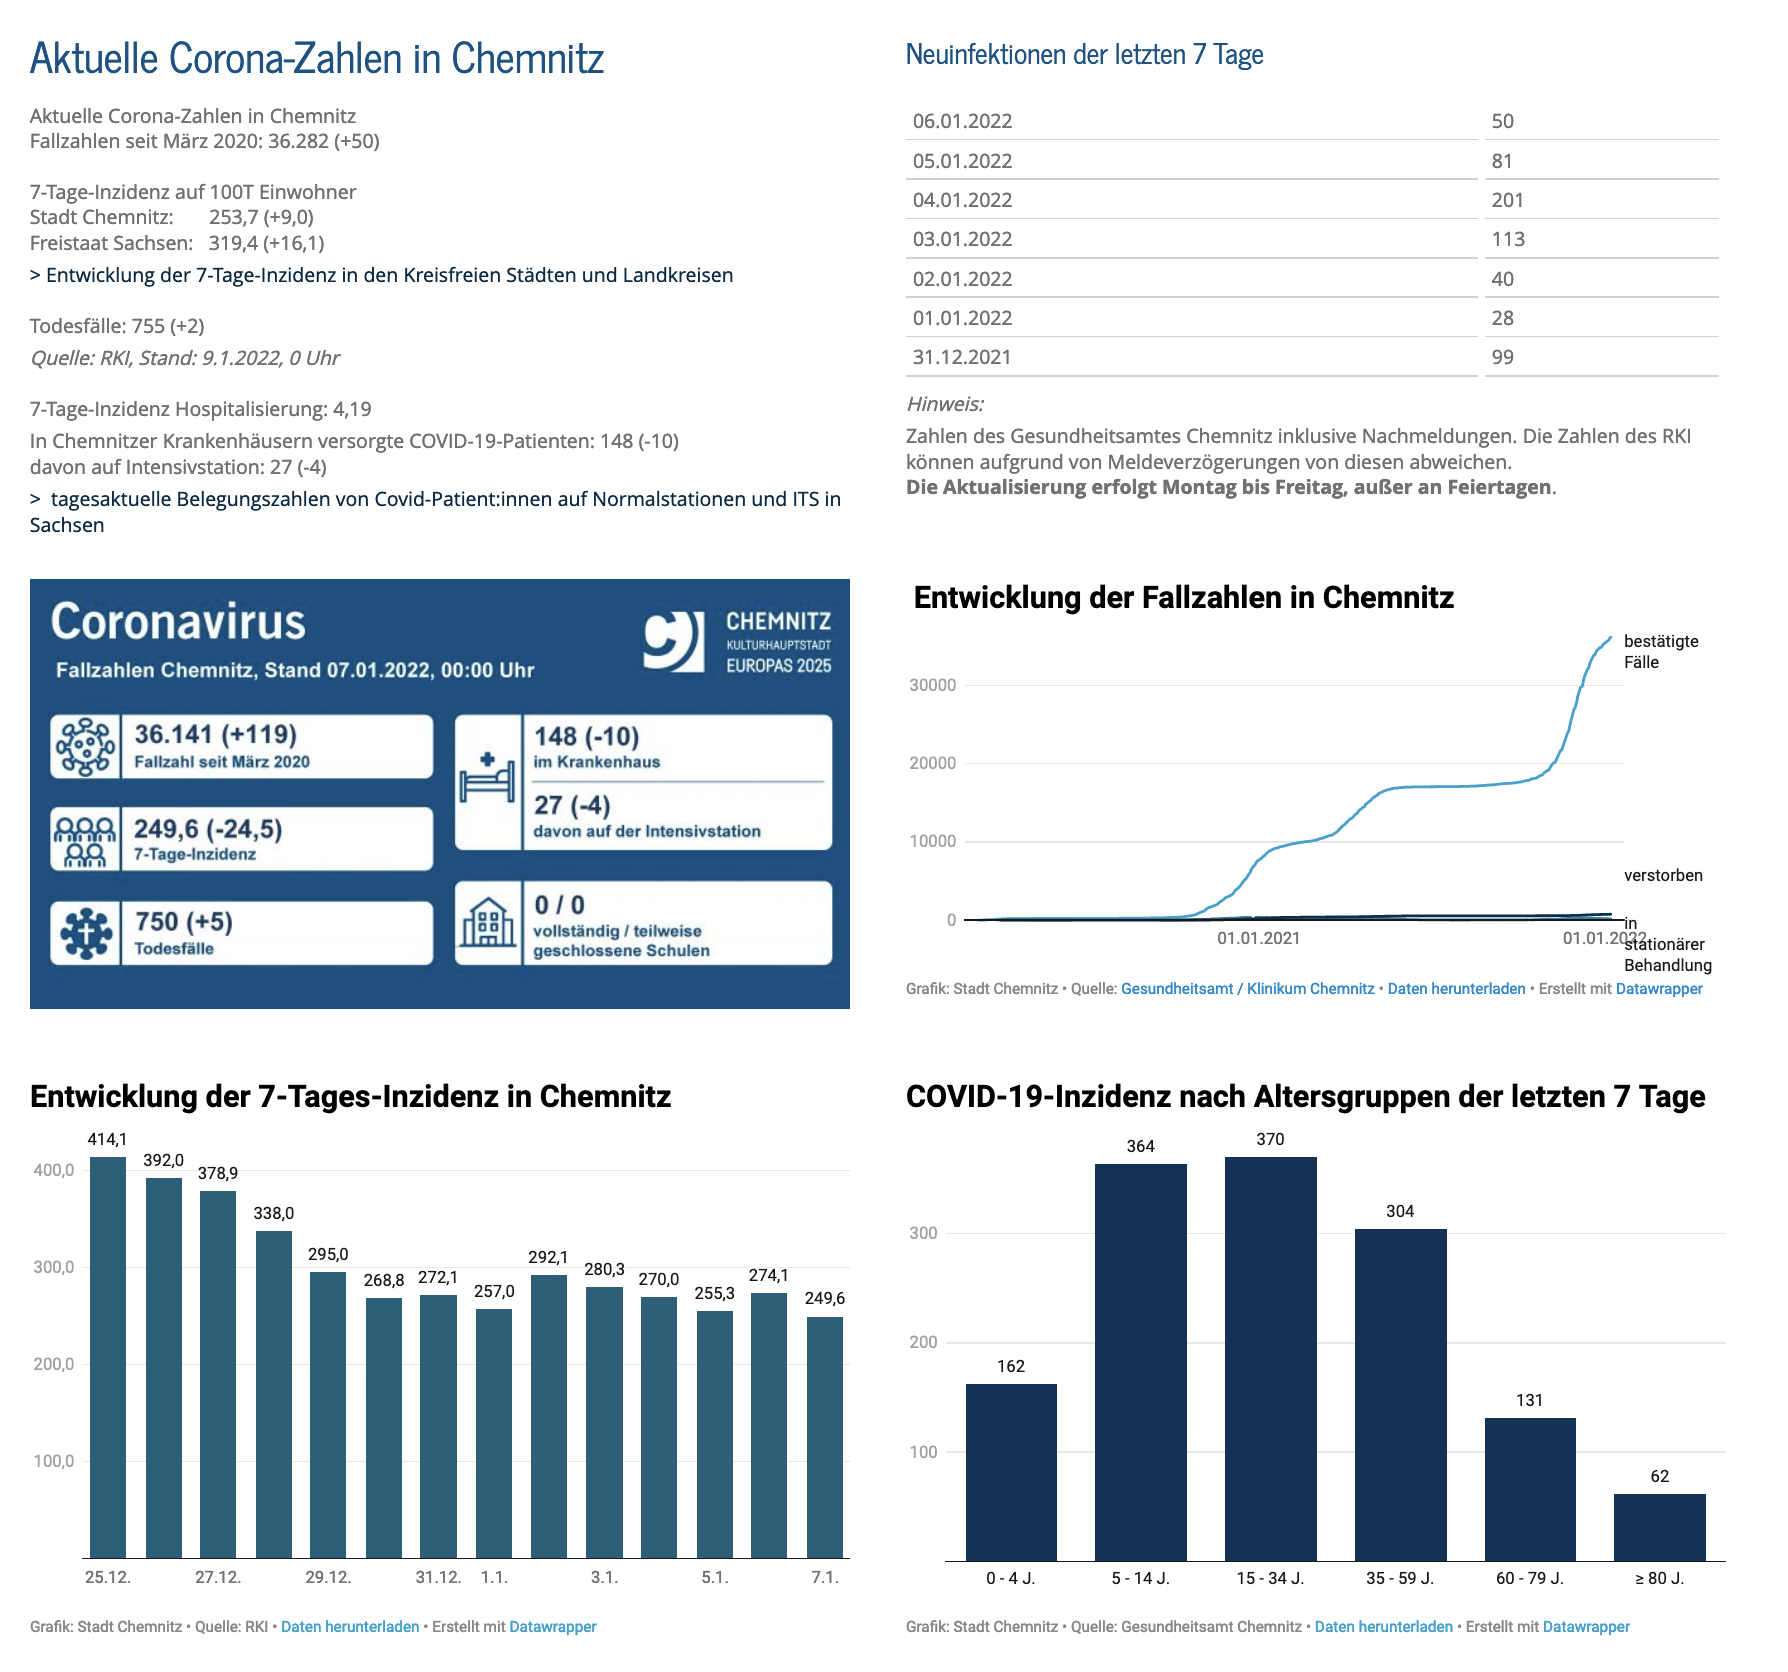 Aktuelle Corona-Zahlen in Chemnitz
Aktuelle Corona-Zahlen in Chemnitz
Fallzahlen seit März 2020: 36.282 (+50)
7-Tage-Inzidenz auf 100T Einwohner
Stadt Chemnitz: 253,7 (+9,0)
Freistaat Sachsen: 319,4 (+16,1)
> Entwicklung der 7-Tage-Inzidenz in den Kreisfreien Städten und Landkreisen
Todesfälle: 755 (+2)
Quelle: RKI, Stand: 9.1.2022, 0 Uhr
7-Tage-Inzidenz Hospitalisierung: 4,19
In Chemnitzer Krankenhäusern versorgte COVID-19-Patienten: 148 (-10)
davon auf Intensivstation: 27 (-4)
> tagesaktuelle Belegungszahlen von Covid-Patient:innen auf Normalstationen und ITS in
Sachsen
Neuinfektionen der letzten 7 Tage
06.01.2022 50
05.01.2022 81
04.01.2022 201
03.01.2022 113
02.01.2022 40
01.01.2022 28
31.12.2021 99
Hinweis:
Zahlen des Gesundheitsamtes Chemnitz inklusive Nachmeldungen. Die Zahlen des RKI
können aufgrund von Meldeverzögerungen von diesen abweichen.
Die Aktualisierung erfolgt Montag bis Freitag, außer an Feiertagen.
Coronavirus
Fallzahlen Chemnitz, Stand 07.01.2022, 00:00 Uhr
CHEMNITZ
KULTURHAUPTSTADT
EUROPAS 2025
36.141 (+119)
Fallzahl seit März 2020
249,6 (-24,5)
7-Tage-Inzidenz
750 (+5)
Todesfälle
148 (-10)
im Krankenhaus
27 (-4)
davon auf der Intensivstation
0 / 0
vollständig / teilweise
geschlossene Schulen
Entwicklung der Fallzahlen in Chemnitz
bestätigte
Fälle
30000
20000
10000
verstorben
0
in
stationärer
Behandlung
01.01.2021 01.01.2022
Grafik: Stadt Chemnitz • Quelle: Gesundheitsamt / Klinikum Chemnitz • Daten herunterladen • Erstellt mit Datawrapper
Entwicklung der 7-Tages-Inzidenz in Chemnitz
400,0
300,0
200,0
100,0
414,1 392,0 378,9 338,0 295,0 268,8 272,1 257,0 292,1 280,3 270,0 255,3 274,1 249,6
25.12. 27.12. 29.12. 31.12. 1.1. 3.1. 5.1. 7.1.
Grafik: Stadt Chemnitz • Quelle: RKI • Daten herunterladen • Erstellt mit Datawrapper
COVID-19-Inzidenz nach Altersgruppen der letzten 7 Tage
300
200
100
162 364 370 304 131 62
0 - 4 J. 5 - 14 J. 15 - 34 J. 35 - 59 J. 60 - 79 J. ≥ 80 J.
Grafik: Stadt Chemnitz • Quelle: Gesundheitsamt Chemnitz • Daten herunterladen • Erstellt mit Datawrapper